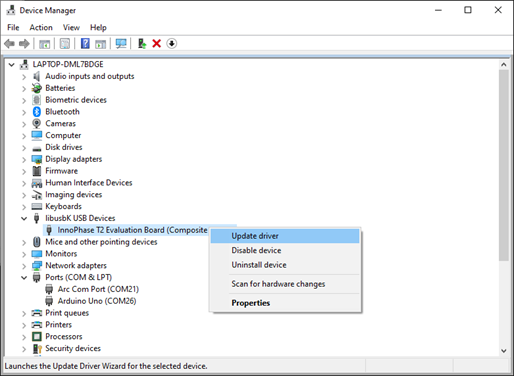 Device Manager
File Action View Help
LAPTOP-DML7BDGE
Audio inputs and outputs
Batteries
Biometric devices
Bluetooth
Cameras
Computer
Disk drives
Display adapters
Firmware
Human Interface Devices
Imaging devices
Keyboards
libusbK USB Devices
InnoPhase T2 Evaluation Board (Composite
Mice and other pointing devices
Monitors
Network adapters
Ports (COM & LPT)
Arc Com Port (COM21)
Arduino Uno (COM26)
Print queues
Printers
Processors
Security devices
Update driver
Disable device
Uninstall device
Scan for hardware changes
Properties
Launches the Update Driver Wizard for the selected device.